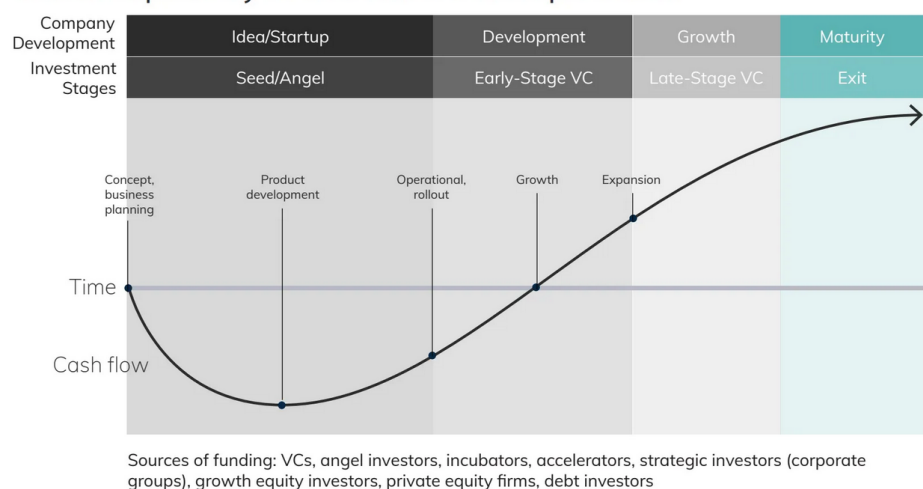 Company
Development
Idea/Startup
Development
Growth
Maturity
Investment
Stages
Seed/Angel
Early-Stage VC
Late-Stage VC
Exit
Concept,
business
planning
Product
development
Operational,
rollout
Growth
Expansion
Time
Cash flow
Sources of funding: VCs, angel investors, incubators, accelerators, strategic investors (corporate
groups), growth equity investors, private equity firms, debt investors